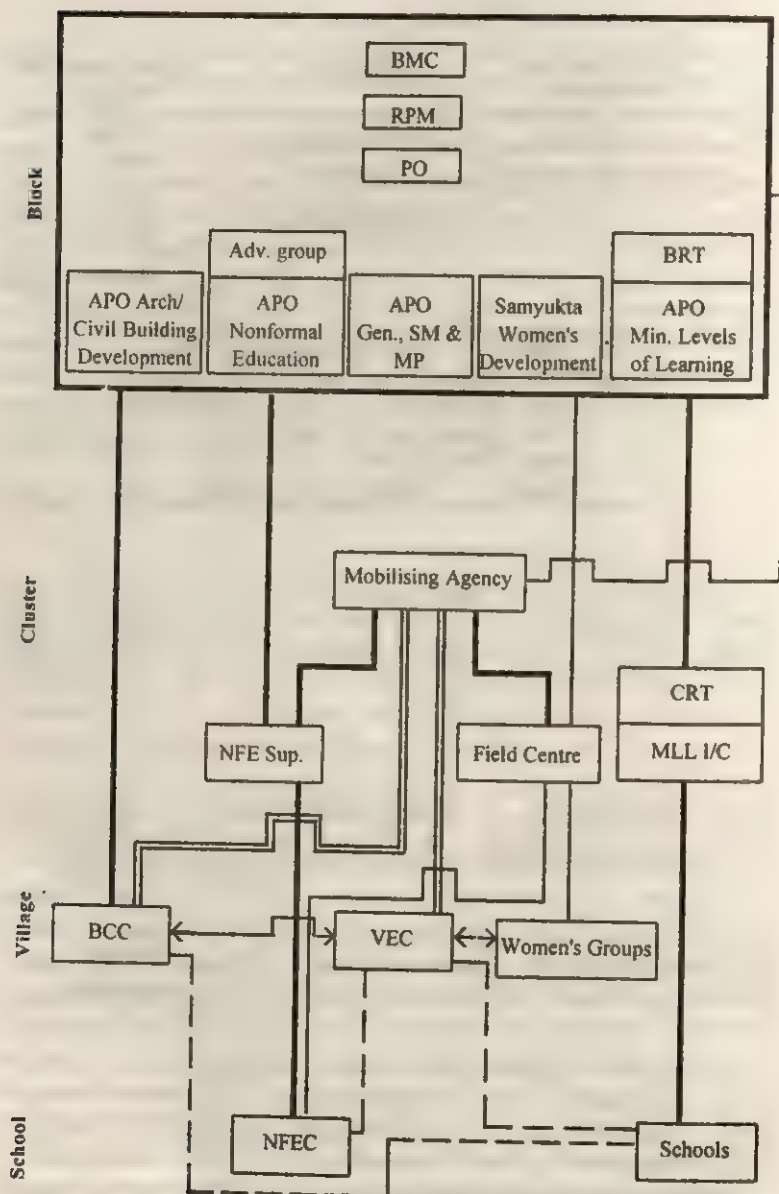 Block
BMC
RPM
PO
Adv. group
BRT
APO Arch/
Civil Building
Development
APO
Nonformal
Education
APO
Gen., SM &
MP
Samyukta
Women's
Development
APO
Min. Levels
of Learning
Cluster
Mobilising Agency
CRT
NFE Sup.
Field Centre
MLL I/C
Village
BCC
VEC
Women's Groups
School
NFEC
Schools